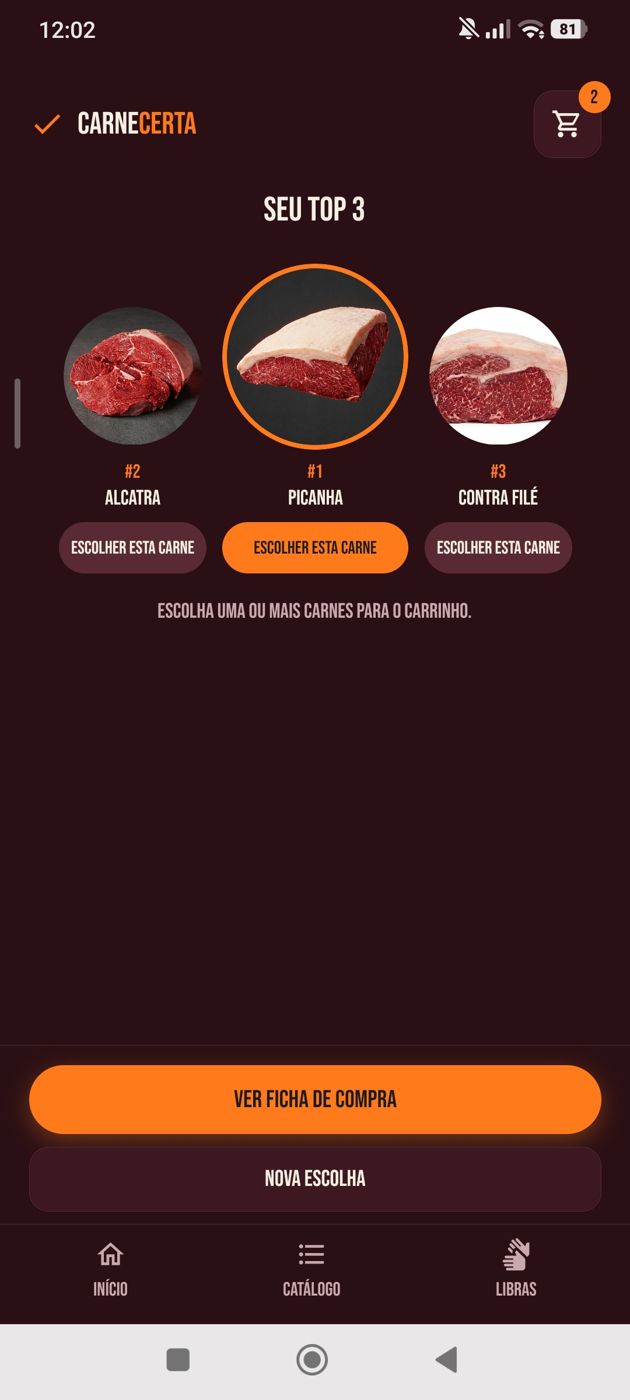 12:02
81
CARNECERTA
2
SEU TOP 3
#2
ALCATRA
ESCOLHER ESTA CARNE
#1
PICANHA
ESCOLHER ESTA CARNE
#3
CONTRA FILÉ
ESCOLHER ESTA CARNE
ESCOLHA UMA OU MAIS CARNES PARA O CARRINHO.
VER FICHA DE COMPRA
NOVA ESCOLHA
INÍCIO
CATÁLOGO
LIBRAS